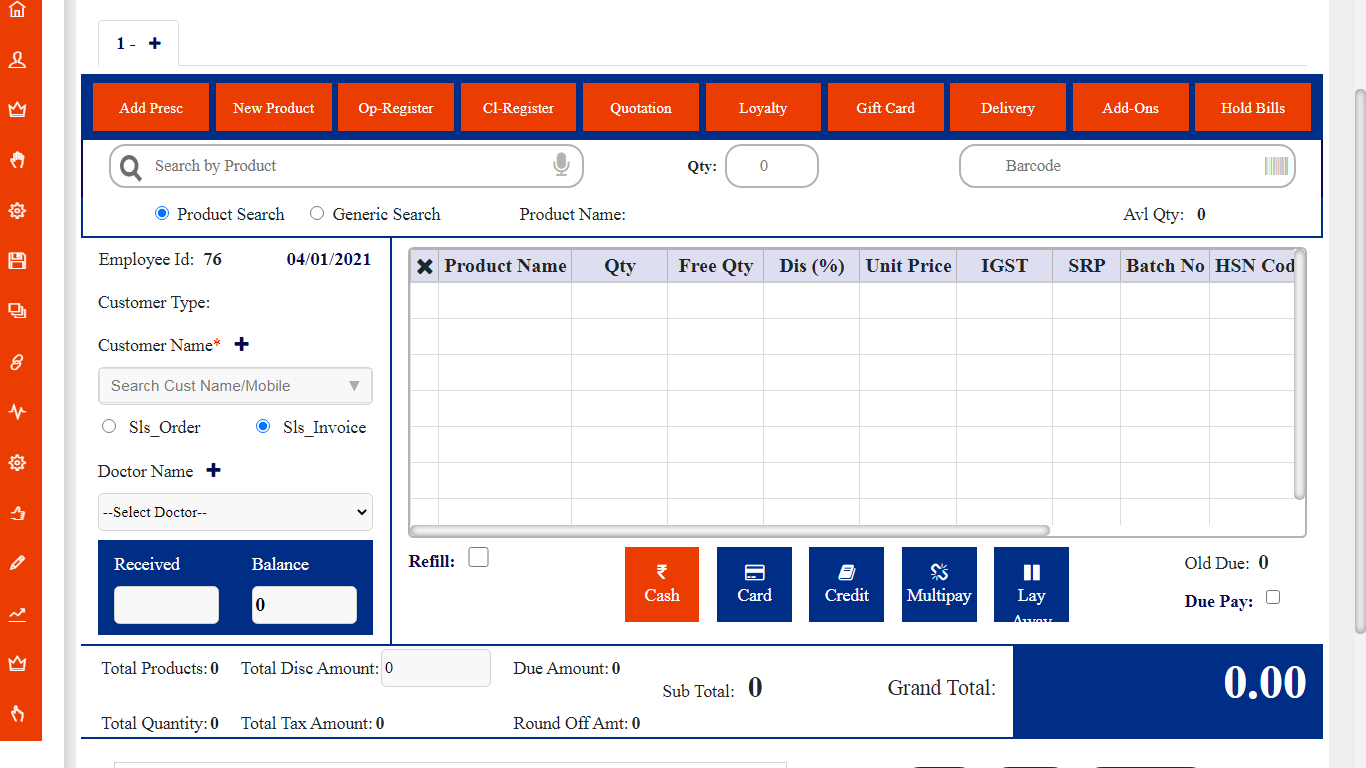 1 - +
Add Presc New Product Op-Register Cl-Register Quotation Loyalty Gift Card Delivery Add-Ons Hold Bills
Search by Product Qty: 0 Barcode
Product Search Generic Search Product Name: Avl Qty: 0
Employee Id: 76 04/01/2021
Customer Type:
Customer Name* +
Search Cust Name/Mobile
Sls_Order Sls_Invoice
Doctor Name +
--Select Doctor--
Received Balance
0
Product Name Qty Free Qty Dis (%) Unit Price IGST SRP Batch No HSN Cod
Refill: ₹ Cash Card Credit Multipay Lay Away Old Due: 0
Due Pay:
Total Products: 0 Total Disc Amount: 0 Due Amount: 0
Sub Total: 0 Grand Total: 0.00
Total Quantity: 0 Total Tax Amount: 0 Round Off Amt: 0